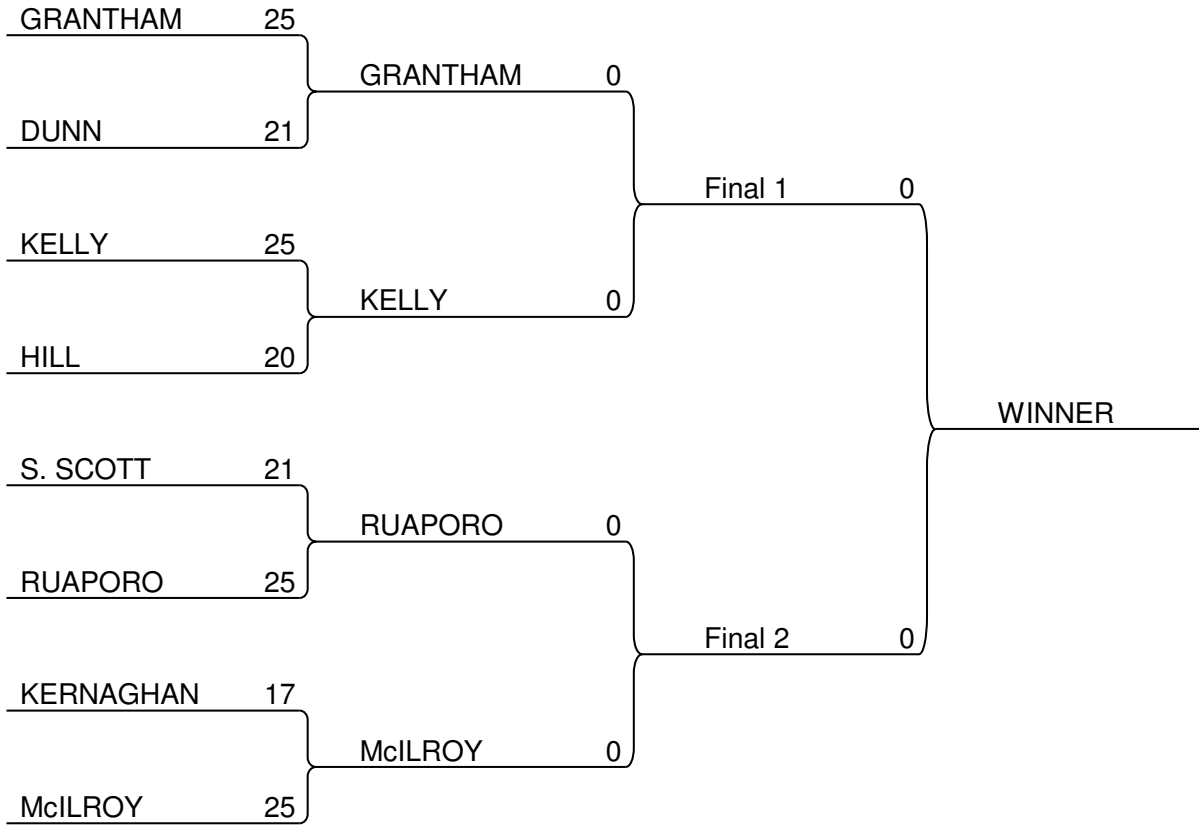 GRANTHAM 25
GRANTHAM 0
DUNN 21
Final 1 0
KELLY 25
KELLY 0
HILL 20
WINNER
S. SCOTT 21
RUAPORO 0
RUAPORO 25
Final 2 0
KERNAGHAN 17
McILROY 0
McILROY 25